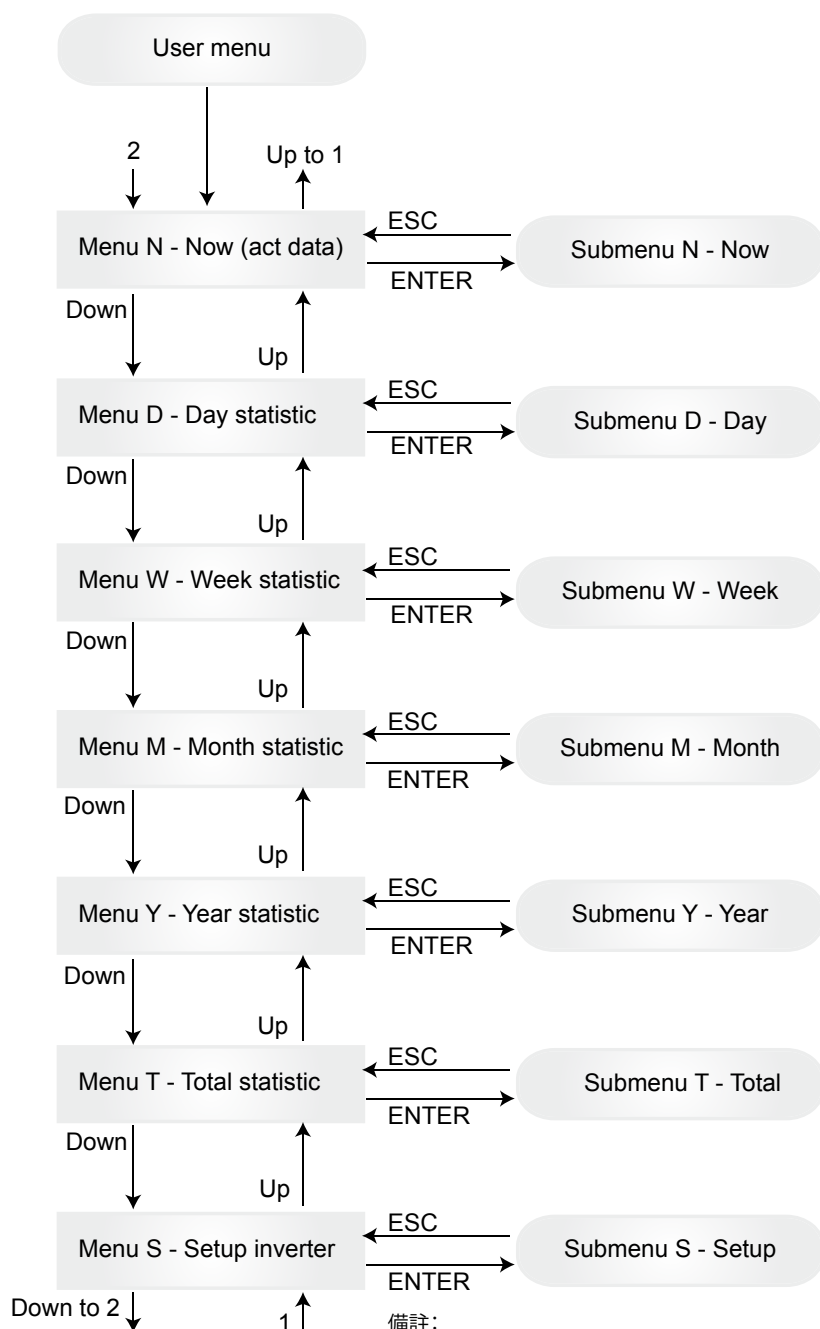 User menu
2
Up to 1
Menu N - Now (act data)
ESC
ENTER
Submenu N - Now
Down
Up
Menu D - Day statistic
ESC
ENTER
Submenu D - Day
Down
Up
Menu W - Week statistic
ESC
ENTER
Submenu W - Week
Down
Up
Menu M - Month statistic
ESC
ENTER
Submenu M - Month
Down
Up
Menu Y - Year statistic
ESC
ENTER
Submenu Y - Year
Down
Up
Menu T - Total statistic
ESC
ENTER
Submenu T - Total
Down
Up
Menu S - Setup inverter
ESC
ENTER
Submenu S - Setup
Down to 2
1
備註：